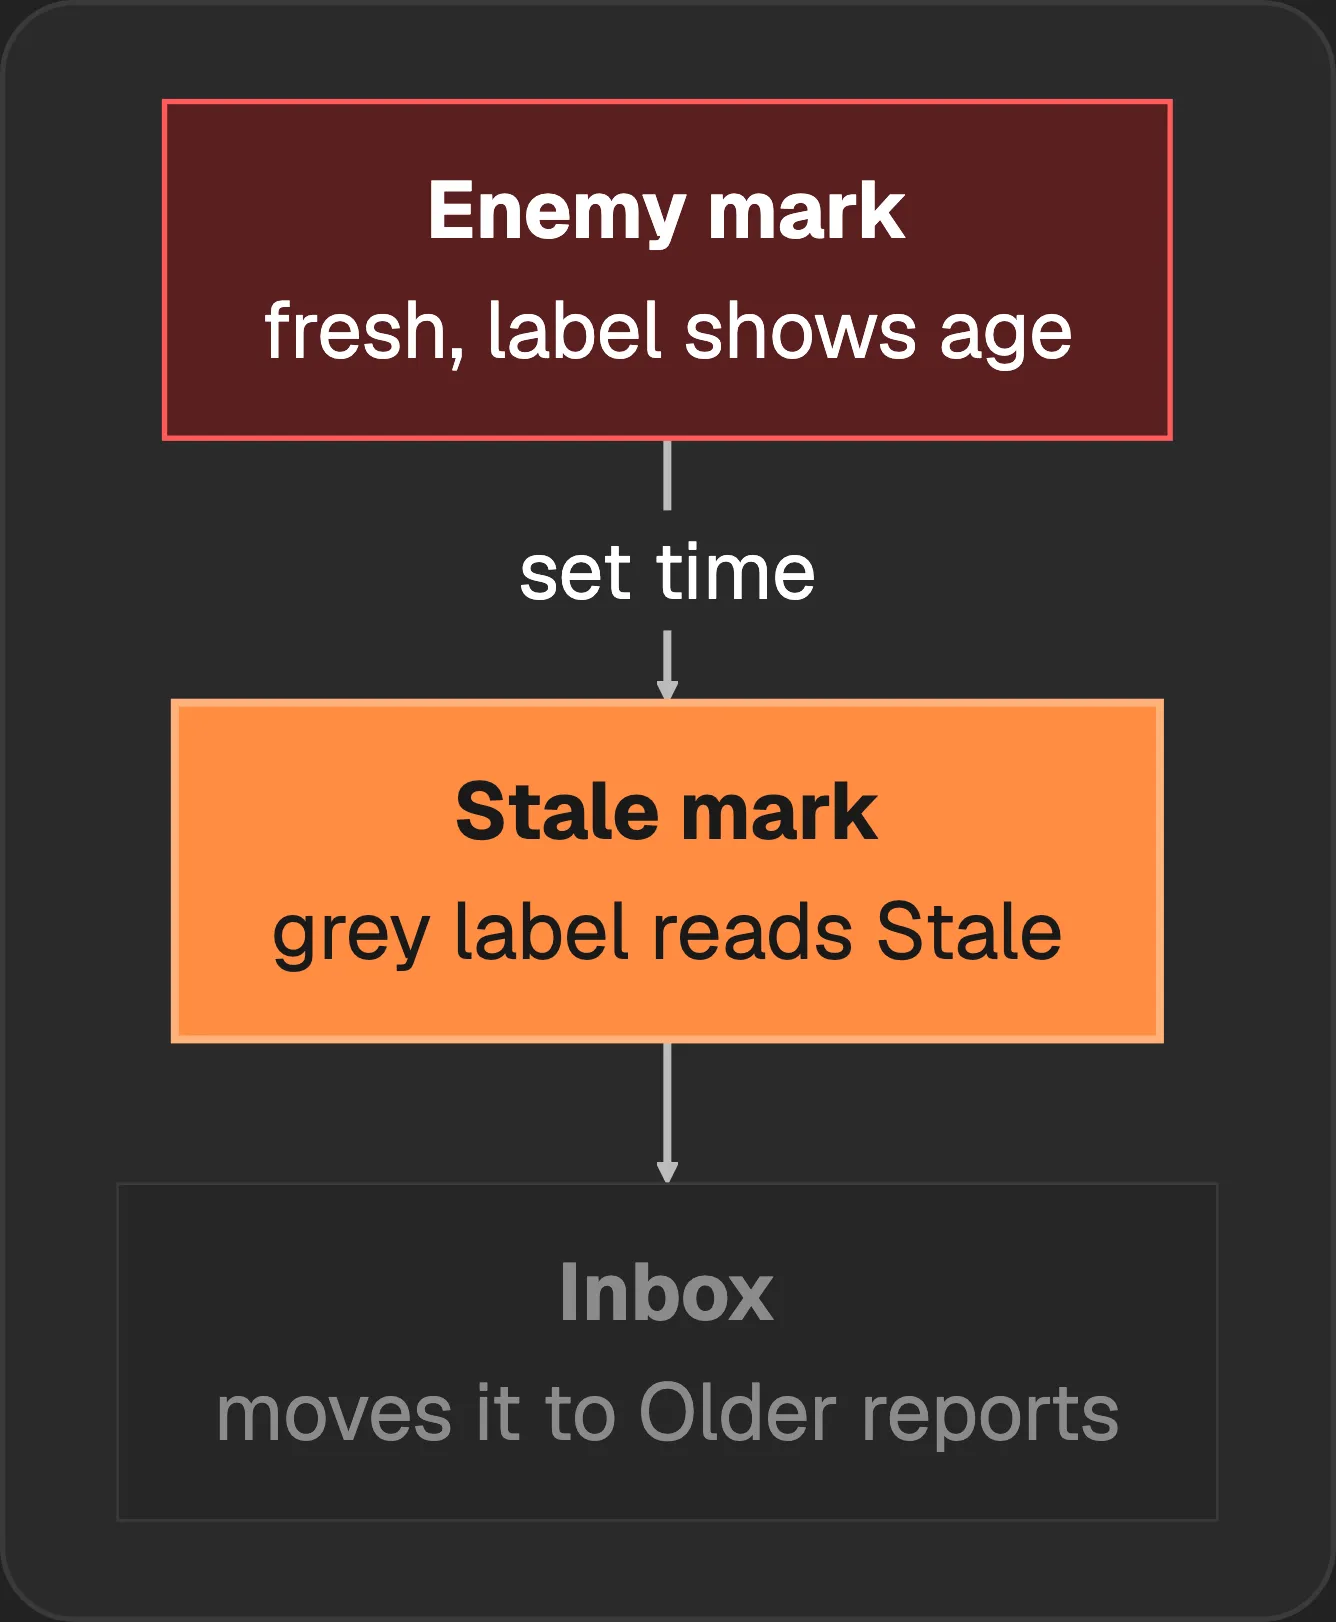 Enemy mark
fresh, label shows age
set time
Stale mark
grey label reads Stale
Inbox
moves it to Older reports